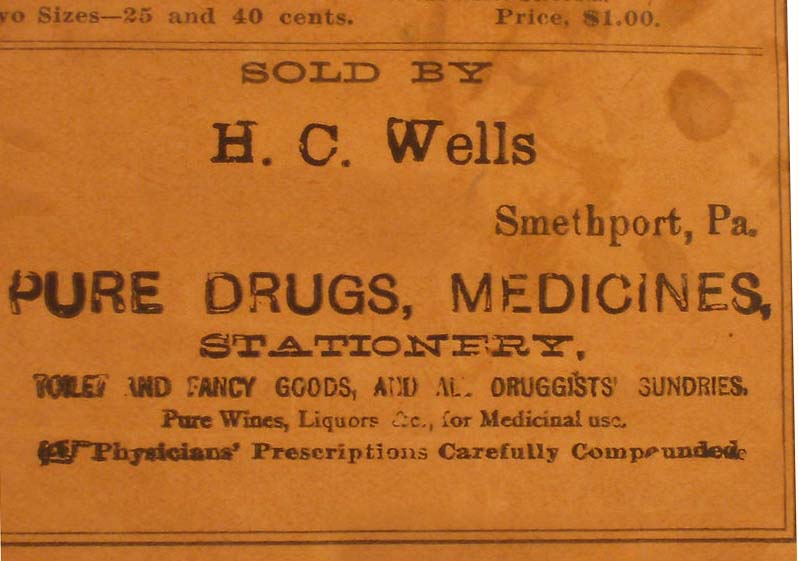 wo Sizes—25 and 40 cents. Price, $1.00.
SOLD BY
H. C. Wells
Smethport, Pa.
PURE DRUGS, MEDICINES,
STATIONERY,
TOILET AND FANCY GOODS, AND ALL DRUGGISTS' SUNDRIES.
Pure Wines, Liquors &c., for Medicinal use.
Physicians' Prescriptions Carefully Compounded